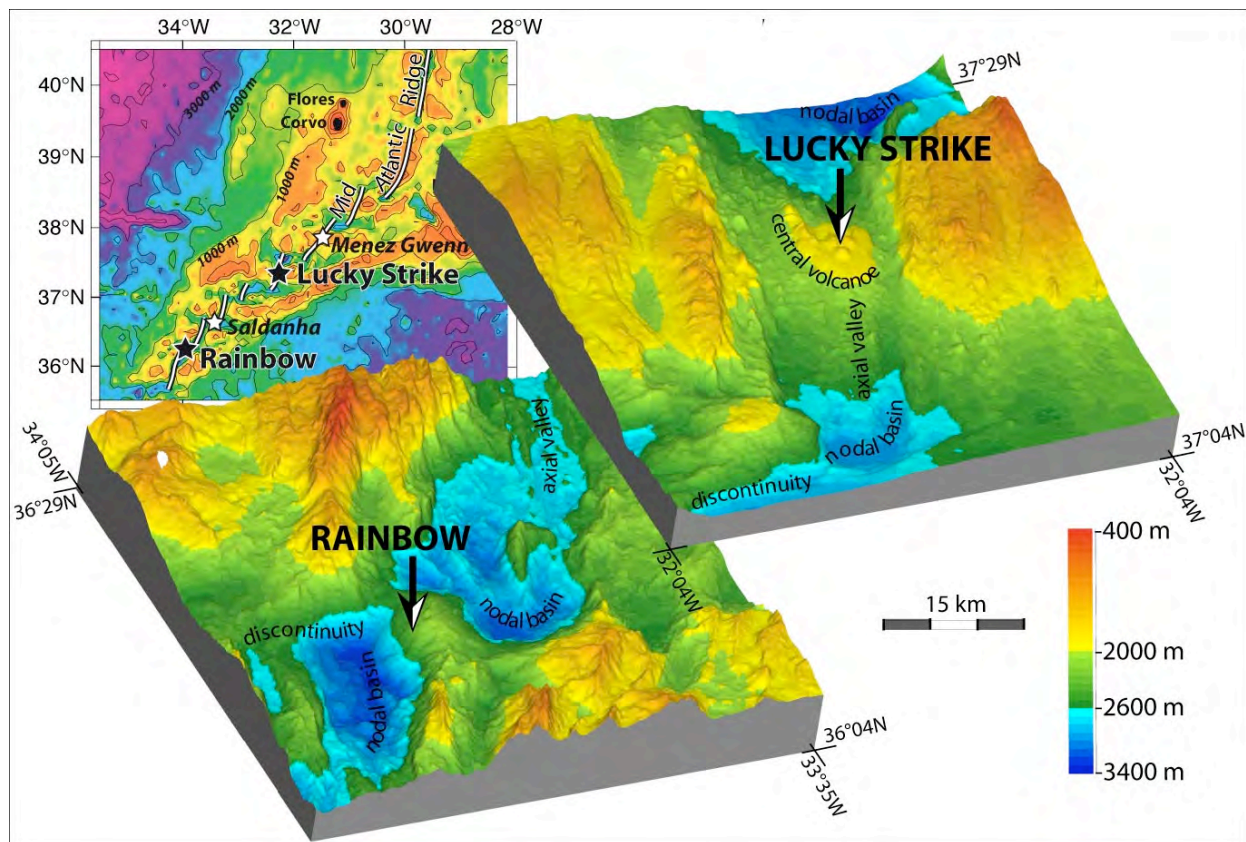 34°W 32°W 30°W 28°W
40°N
39°N
38°N
37°N
36°N
3000 m
2000 m
1000 m
1000 m
Flores
Corvo
Mid Atlantic Ridge
Menez Gwenn
Lucky Strike
Saldanha
Rainbow
37°29N
nodal basin
LUCKY STRIKE
central volcanoe
axial valley
nodal basin
discontinuity
37°04N
32°04W
32°04W
34°05W
36°29N
axial valley
RAINBOW
nodal basin
discontinuity
nodal basin
36°04N
33°35W
15 km
-400 m
-2000 m
-2600 m
-3400 m